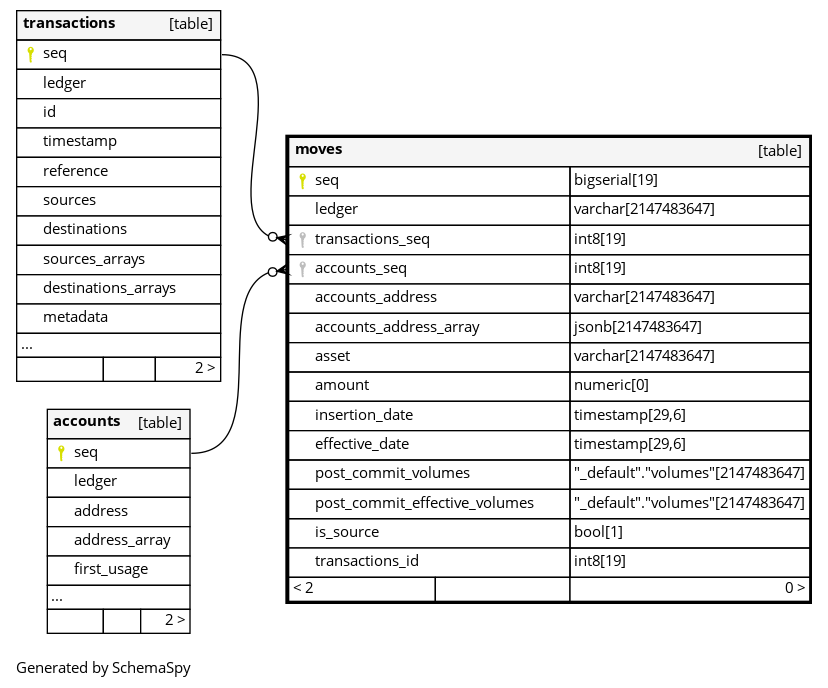 transactions [table]
seq
ledger
id
timestamp
reference
sources
destinations
sources_arrays
destinations_arrays
metadata
...
2 >
accounts [table]
seq
ledger
address
address_array
first_usage
...
2 >
moves [table]
seq bigserial[19]
ledger varchar[2147483647]
transactions_seq int8[19]
accounts_seq int8[19]
accounts_address varchar[2147483647]
accounts_address_array jsonb[2147483647]
asset varchar[2147483647]
amount numeric[0]
insertion_date timestamp[29,6]
effective_date timestamp[29,6]
post_commit_volumes "_default"."volumes"[2147483647]
post_commit_effective_volumes "_default"."volumes"[2147483647]
is_source bool[1]
transactions_id int8[19]
< 2 0 >
Generated by SchemaSpy